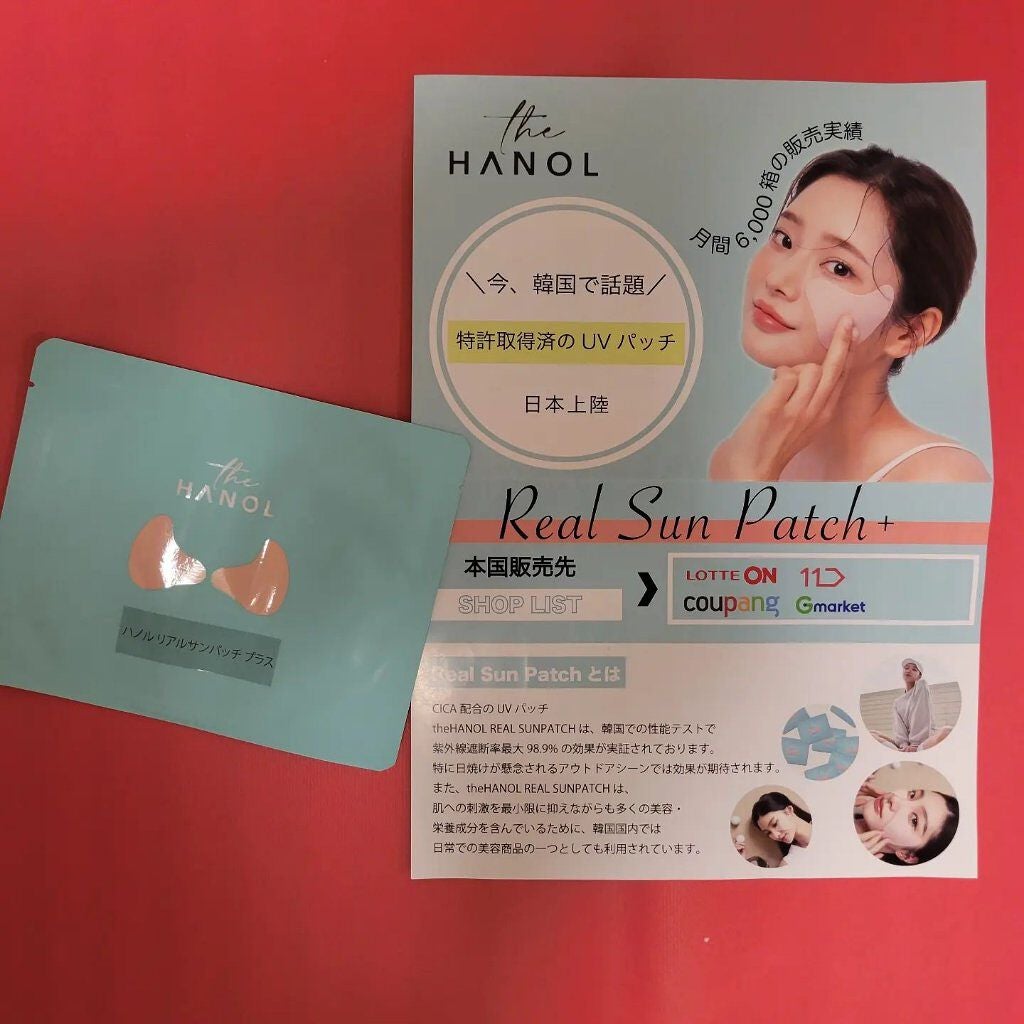 the
HANOL
月間 6,000 箱の販売実績
＼今、韓国で話題／
特許取得済の UV パッチ
日本上陸
Real Sun Patch+
本国販売先
SHOP LIST
LOTTE ON
11
coupang
Gmarket
Real Sun Patch とは
CICA 配合の UV パッチ
theHANOL REAL SUNPATCH は、韓国での性能テストで
紫外線遮断率最大 98.9% の効果が実証されております。
特に日焼けが懸念されるアウトドアシーンでは効果が期待されます。
また、theHANOL REAL SUNPATCH は、
肌への刺激を最小限に抑えながらも多くの美容・
栄養成分を含んでいるために、韓国国内では
日常での美容商品の一つとしても利用されています。
the
HANOL
ハノル リアルサンパッチ プラス